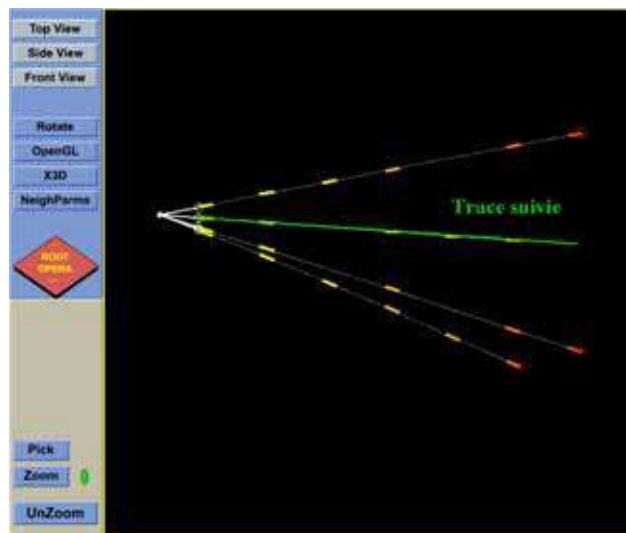 Top View
Side View
Front View
Rotate
OpenGL
X3D
NeighParms
ROOT
OPERA
Trace suivie
Pick
Zoom
UnZoom